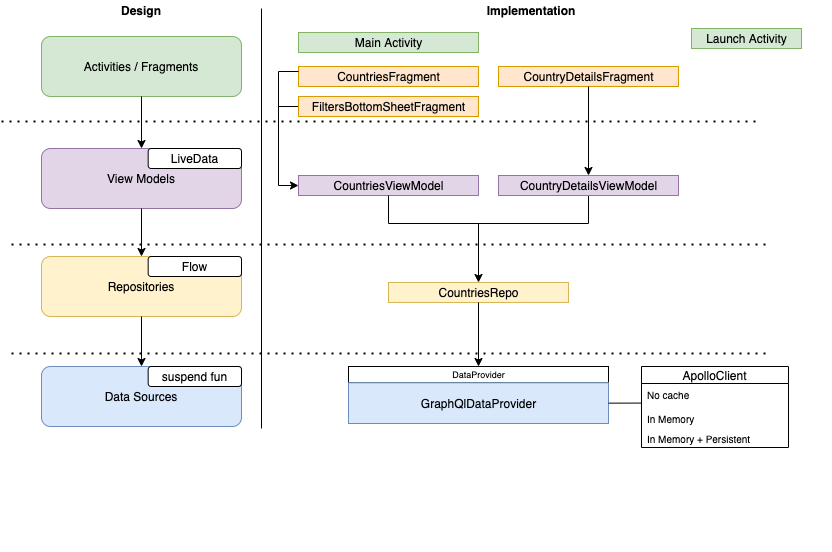 Design
Implementation
Activities / Fragments
Main Activity
Launch Activity
CountriesFragment
CountryDetailsFragment
FiltersBottomSheetFragment
LiveData
View Models
CountriesViewModel
CountryDetailsViewModel
Flow
Repositories
CountriesRepo
suspend fun
Data Sources
DataProvider
GraphQlDataProvider
ApolloClient
No cache
In Memory
In Memory + Persistent